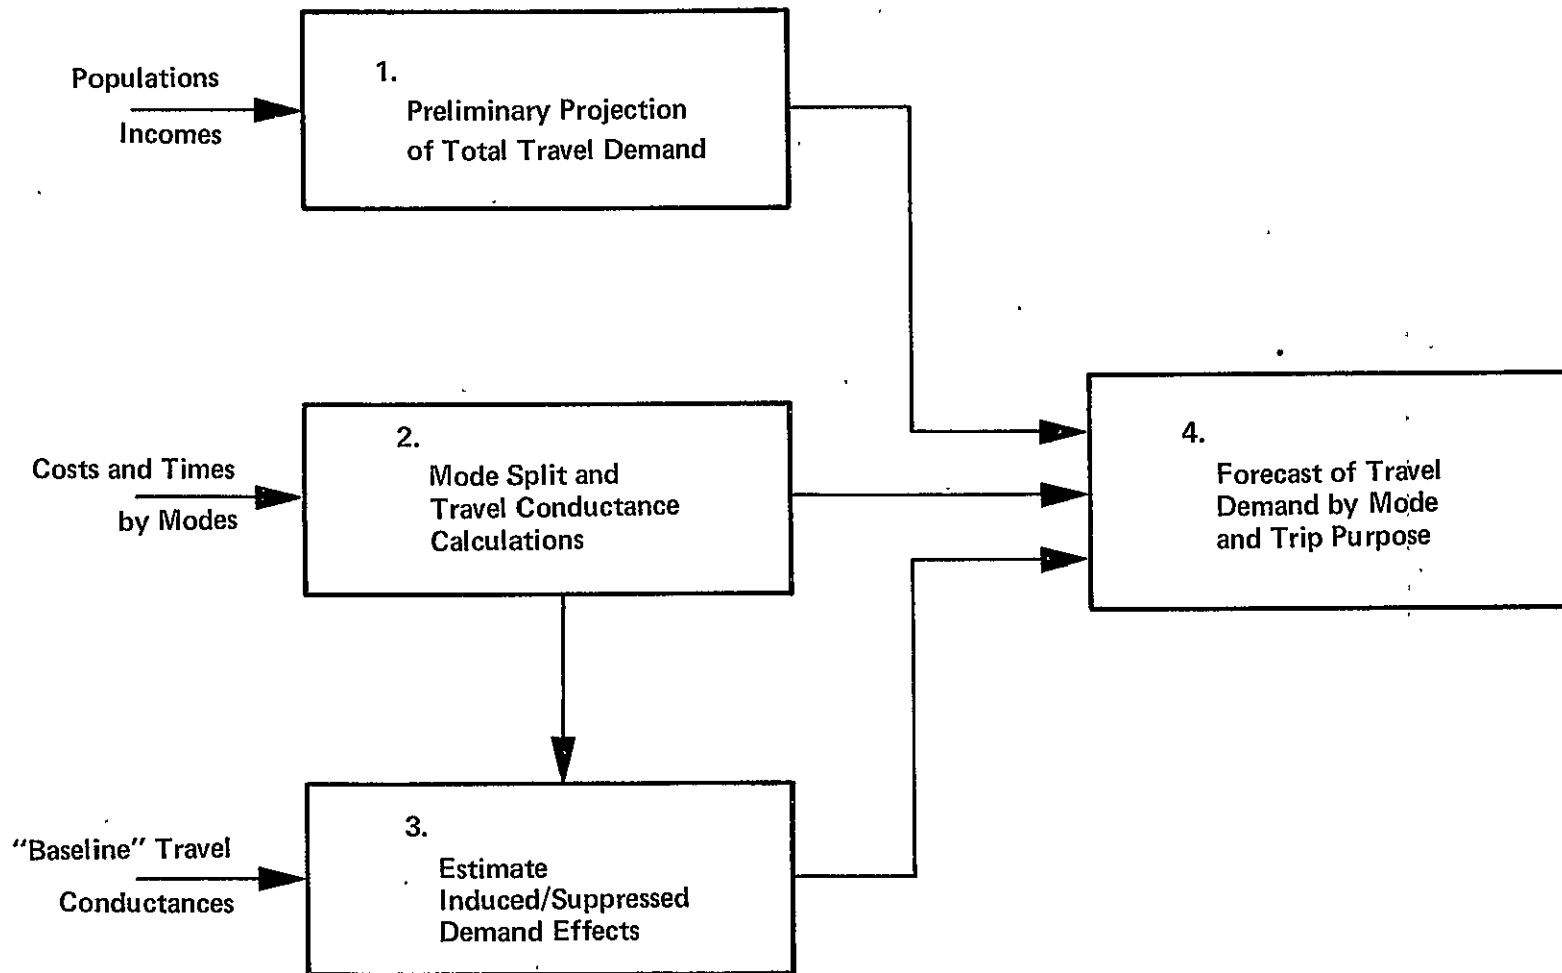 Populations
Incomes
1.
Preliminary Projection
of Total Travel Demand
Costs and Times
by Modes
2.
Mode Split and
Travel Conductance
Calculations
4.
Forecast of Travel
Demand by Mode
and Trip Purpose
"Baseline" Travel
Conductances
3.
Estimate
Induced/Suppressed
Demand Effects